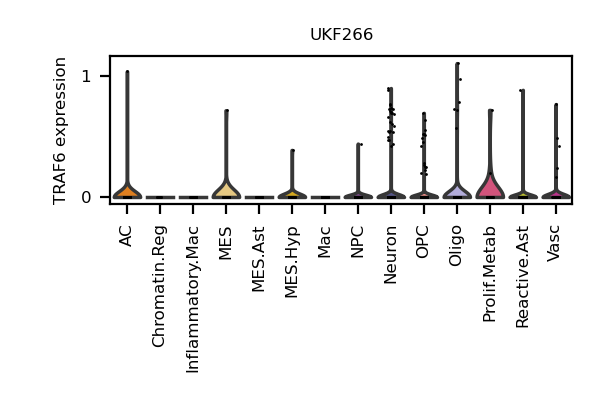 UKF266
TRAF6 expression
1
0
AC
Chromatin.Reg
Inflammatory.Mac
MES
MES.Ast
MES.Hyp
Mac
NPC
Neuron
OPC
Oligo
Prolif.Metab
Reactive.Ast
Vasc